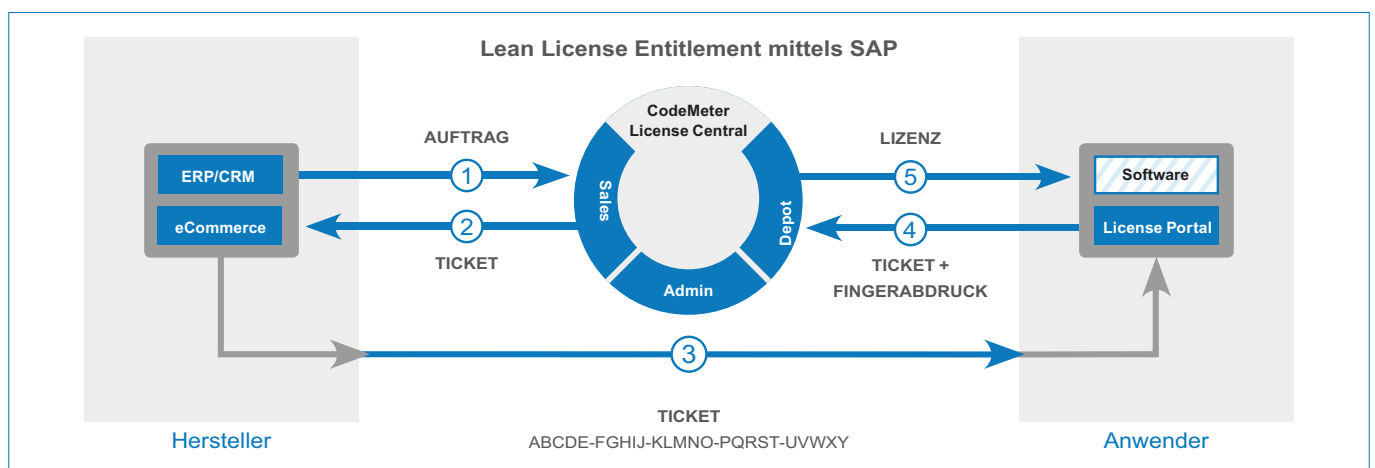 Lean License Entitlement mittels SAP
CodeMeter
License Central
AUFTRAG
LIZENZ
ERP/CRM
1
5
Software
Sales
eCommerce
2
Depot
4
License Portal
TICKET
TICKET +
FINGERABDRUCK
Admin
3
TICKET
ABCDE-FGHIJ-KLMNO-PQRST-UVWXY
Hersteller
Anwender